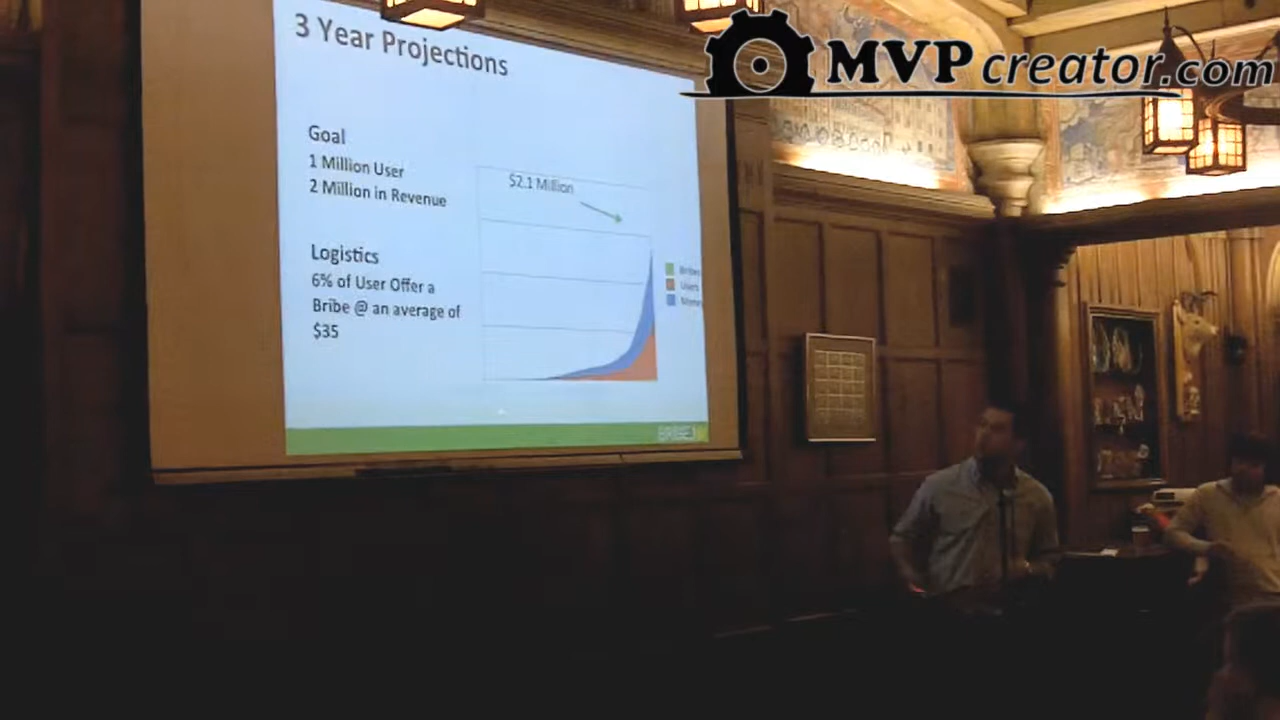 3 Year Projections
MVPcreator.com
Goal
1 Million User
2 Million in Revenue
$2.1 Million
Logistics
6% of User Offer a
Bribe @ an average of
$35
Bribe
Users